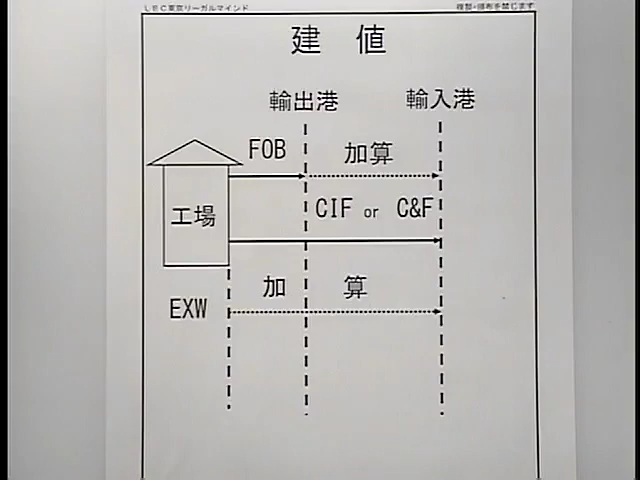 LEC東京リーガルマインド
複製・頒布を禁じます
建 値
輸出港
輸入港
FOB
加算
工場
CIF or C&F
加 算
EXW